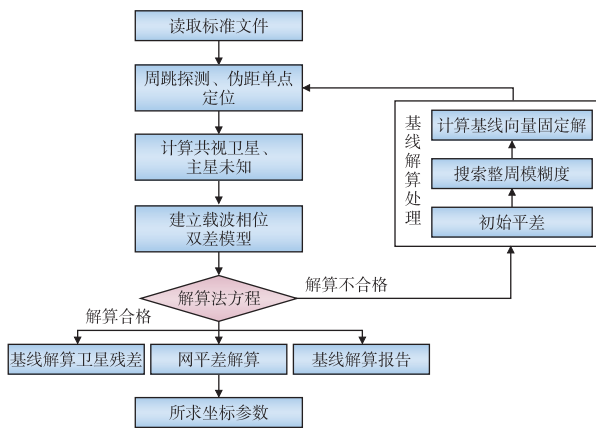 读取标准文件
周跳探测、伪距单点
定位
计算共视卫星、
主星未知
建立载波相位
双差模型
解算法方程
解算合格
解算不合格
基线解算卫星残差
网平差解算
基线解算报告
所求坐标参数
基线解算处理
计算基线向量固定解
搜索整周模糊度
初始平差